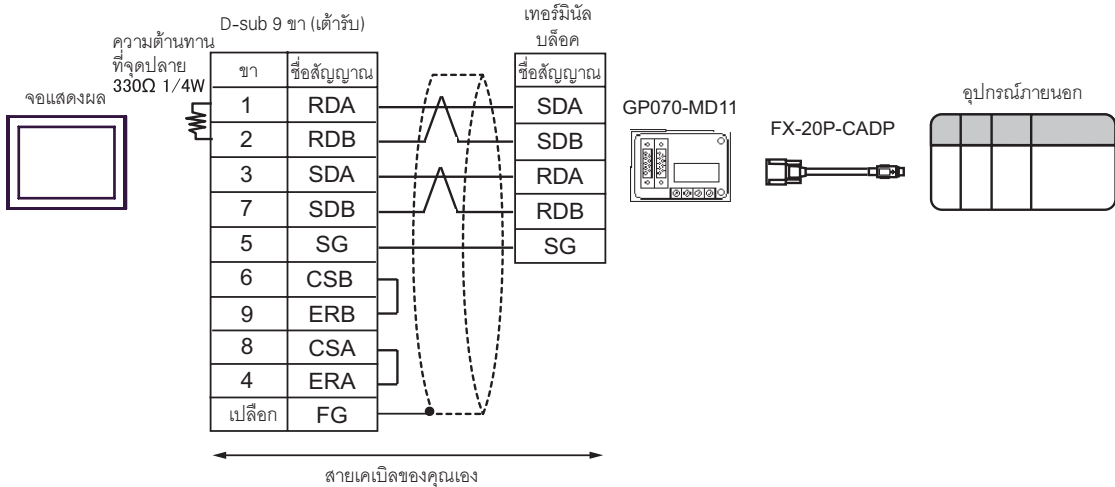 D-sub 9 ขา (เต้ารับ)
เทอร์มินัล
บล็อค
ความต้านทาน
ที่จุดปลาย
330Ω 1/4W
จอแสดงผล
ขา ชื่อสัญญาณ ชื่อสัญญาณ
1 RDA SDA
2 RDB SDB
3 SDA RDA
7 SDB RDB
5 SG SG
6 CSB
9 ERB
8 CSA
4 ERA
เปลือก FG
GP070-MD11
FX-20P-CADP
อุปกรณ์ภายนอก
สายเคเบิลของคุณเอง